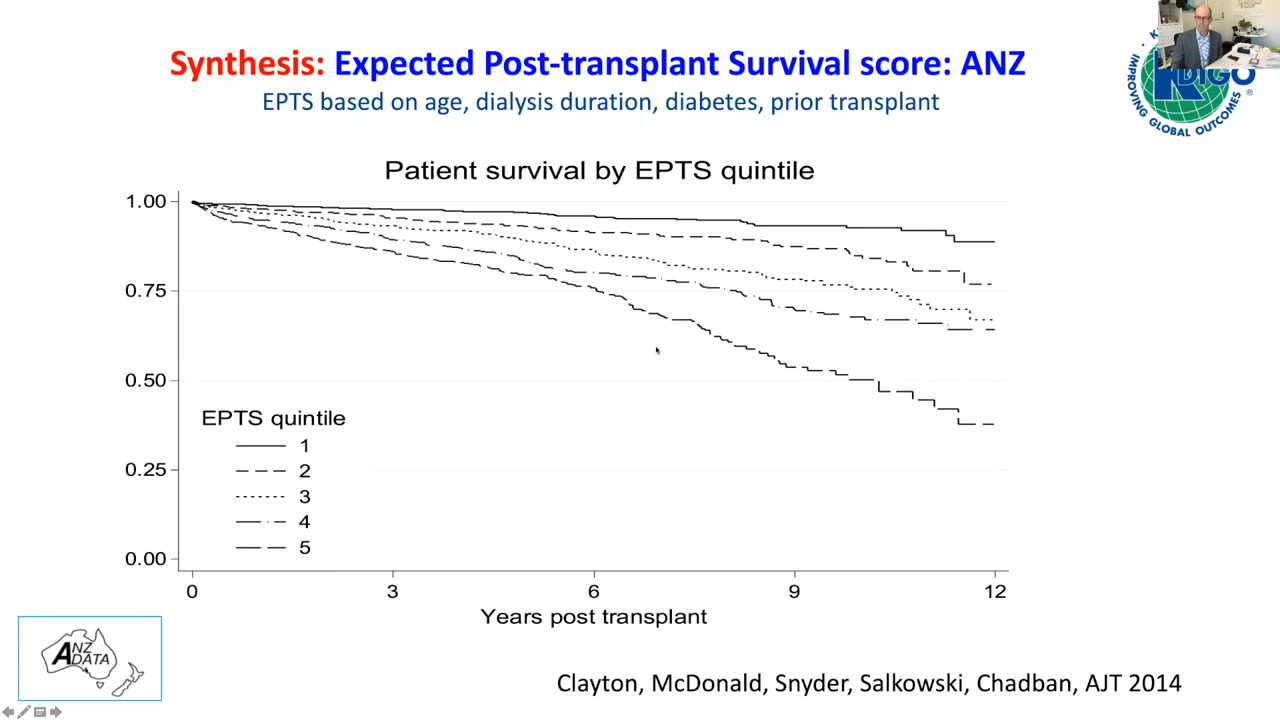 Synthesis: Expected Post-transplant Survival score: ANZ
EPTS based on age, dialysis duration, diabetes, prior transplant
KDIGO
IMPROVING GLOBAL OUTCOMES
®
Patient survival by EPTS quintile
1.00
0.75
0.50
0.25
0.00
EPTS quintile
1
2
3
4
5
0 3 6 9 12
Years post transplant
ANZ
DATA
Clayton, McDonald, Snyder, Salkowski, Chadban, AJT 2014